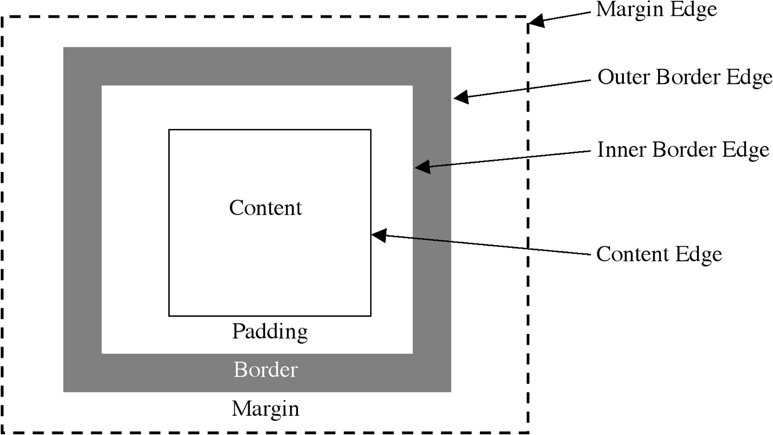 Margin Edge
Outer Border Edge
Inner Border Edge
Content
Content Edge
Padding
Border
Margin